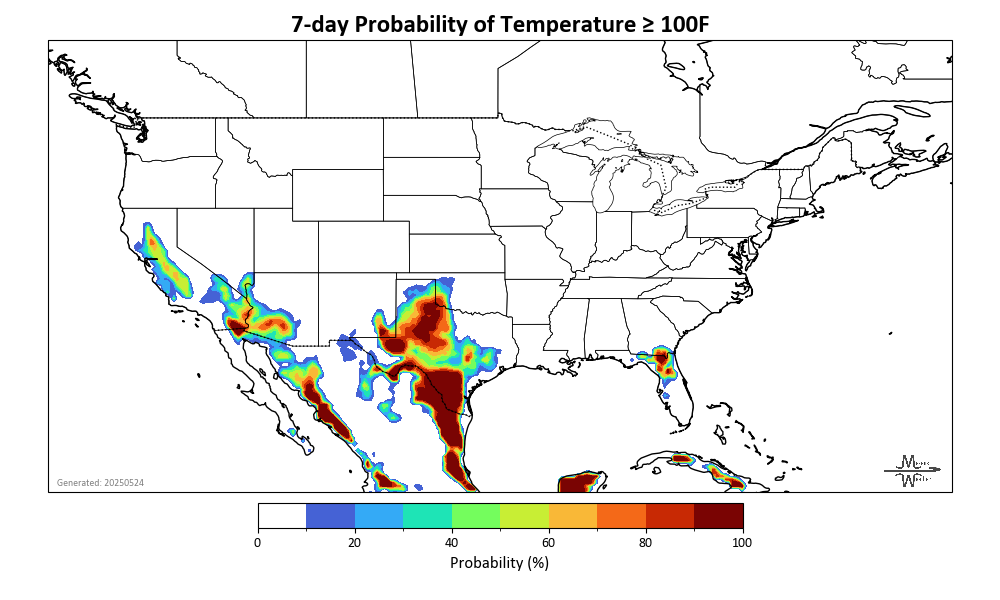 7-day Probability of Temperature ≥ 100F
Generated: 20250524
0 20 40 60 80 100
Probability (%)